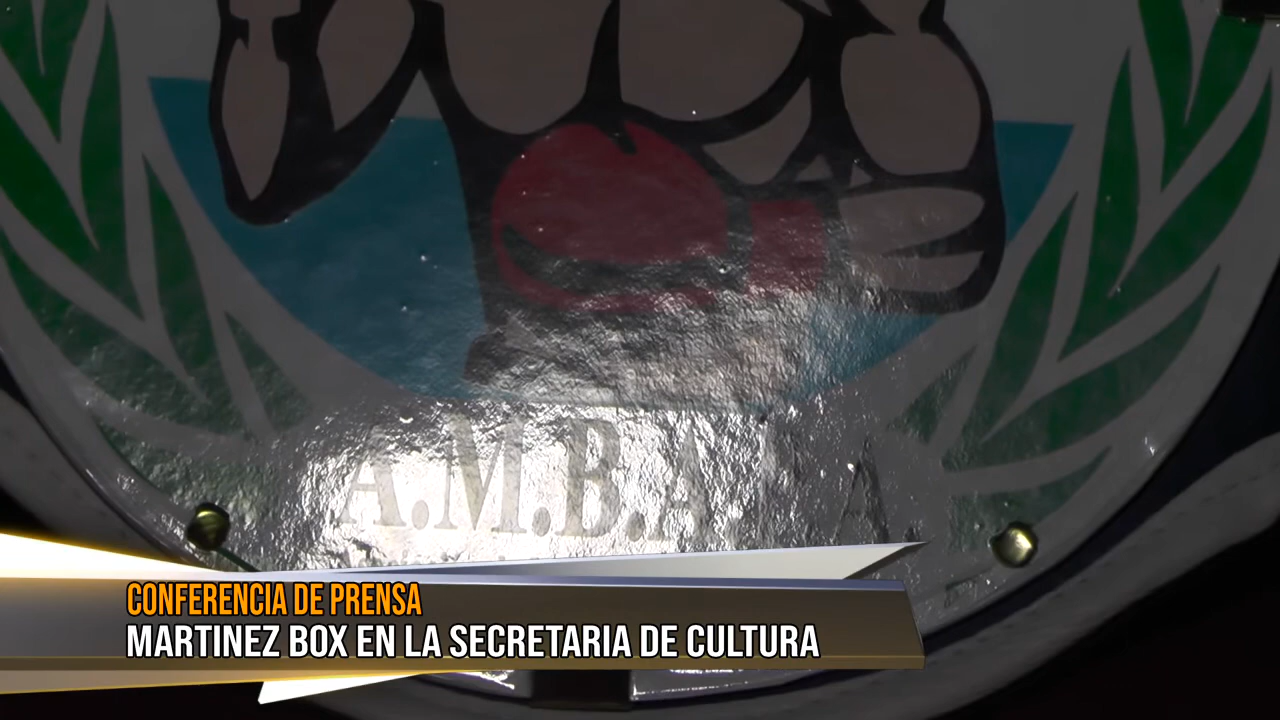 A.M.B.A.P.A.
CONFERENCIA DE PRENSA
MARTINEZ BOX EN LA SECRETARIA DE CULTURA